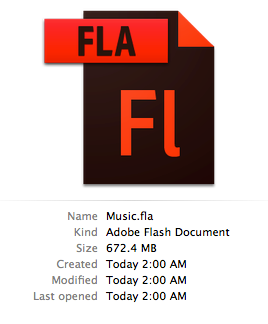 FLA
Fl
Name Music.fla
Kind Adobe Flash Document
Size 672.4 MB
Created Today 2:00 AM
Modified Today 2:00 AM
Last opened Today 2:00 AM